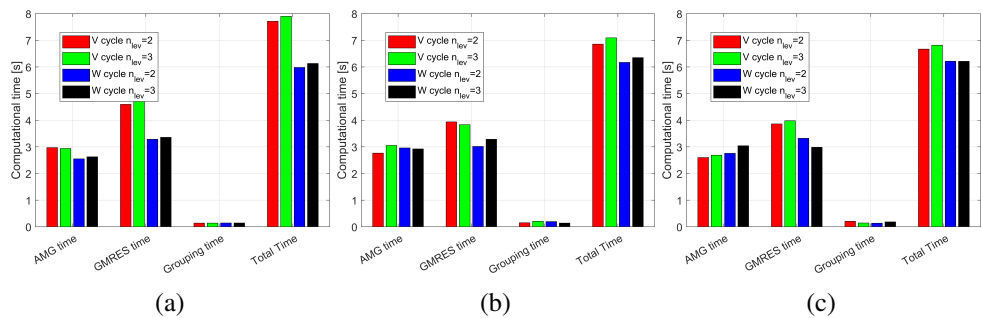 Computational time [s]
8
7
6
5
4
3
2
1
0
V cycle n_lev=2
V cycle n_lev=3
W cycle n_lev=2
W cycle n_lev=3
AMG time
GMRES time
Grouping time
Total Time
(a)
Computational time [s]
8
7
6
5
4
3
2
1
0
V cycle n_lev=2
V cycle n_lev=3
W cycle n_lev=2
W cycle n_lev=3
AMG time
GMRES time
Grouping time
Total Time
(b)
Computational time [s]
8
7
6
5
4
3
2
1
0
V cycle n_lev=2
V cycle n_lev=3
W cycle n_lev=2
W cycle n_lev=3
AMG time
GMRES time
Grouping time
Total Time
(c)